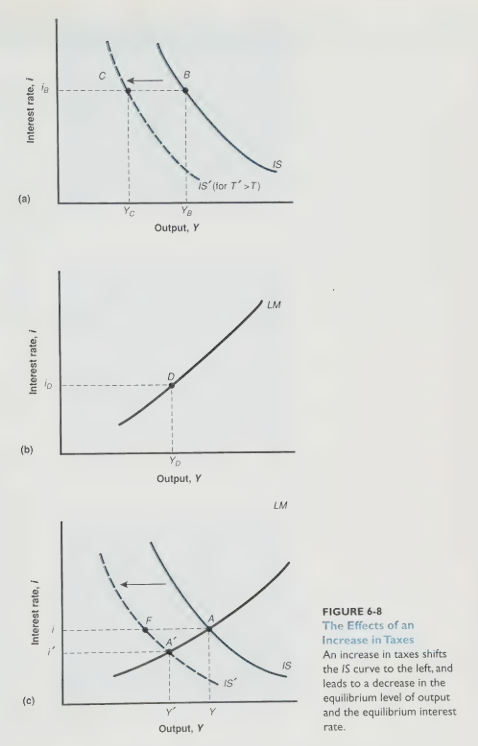 Interest rate, i
i_B
C
B
IS
IS′ (for T′ >T)
(a)
Y_C
Y_B
Output, Y
LM
Interest rate, i
i_D
D
(b)
Y_D
Output, Y
LM
Interest rate, i
i
i′
F
A
A′
IS
IS′
(c)
Y′
Y
Output, Y
FIGURE 6-8
The Effects of an
Increase in Taxes
An increase in taxes shifts
the IS curve to the left, and
leads to a decrease in the
equilibrium level of output
and the equilibrium interest
rate.